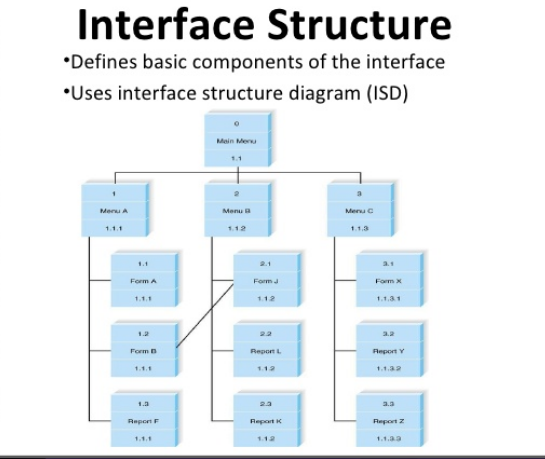 Interface Structure
•Defines basic components of the interface
•Uses interface structure diagram (ISD)
0
Main Menu
1.1
1
Menu A
1.1.1
2
Menu B
1.1.2
3
Menu C
1.1.3
1.1
Form A
1.1.1
2.1
Form J
1.1.2
3.1
Form X
1.1.3.1
1.2
Form B
1.1.1
2.2
Report L
1.1.2
3.2
Report Y
1.1.3.2
1.3
Report F
1.1.1
2.3
Report K
1.1.2
3.3
Report Z
1.1.3.3